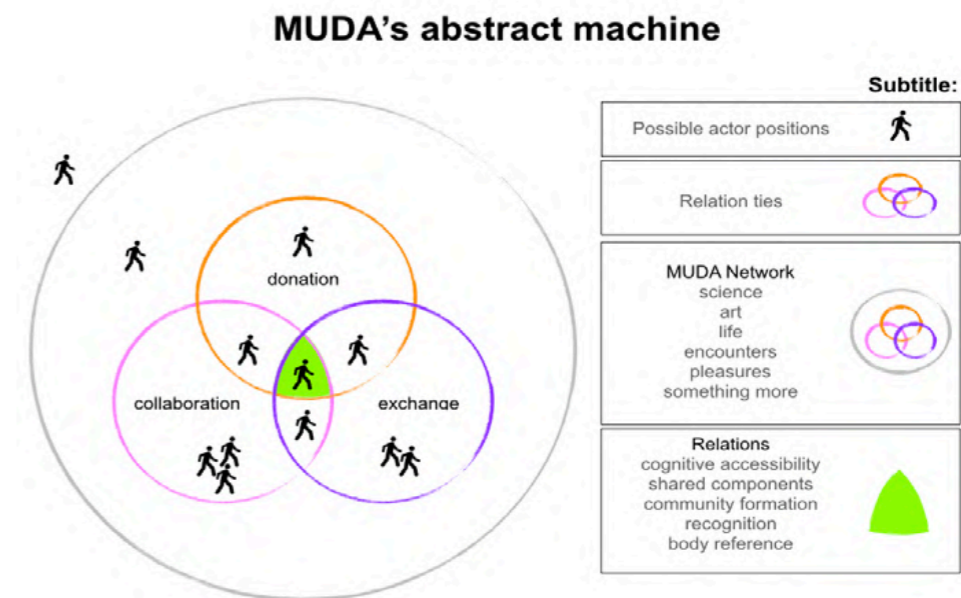 MUDA's abstract machine
Subtitle:
Possible actor positions
Relation ties
MUDA Network
science
art
life
encounters
pleasures
something more
Relations
cognitive accessibility
shared components
community formation
recognition
body reference
donation
collaboration
exchange